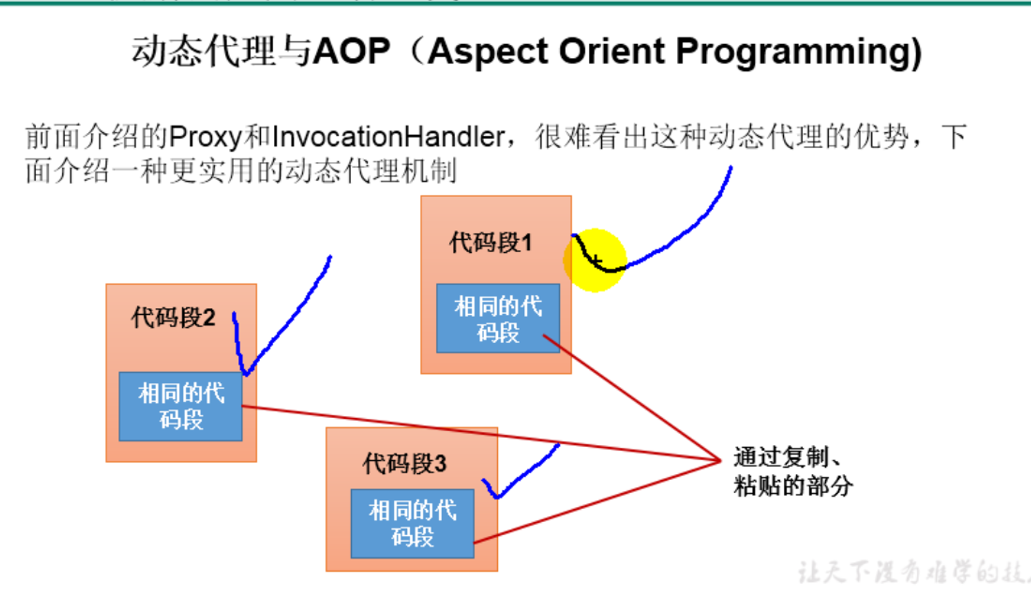 动态代理与AOP（Aspect Orient Programming)
前面介绍的Proxy和InvocationHandler，很难看出这种动态代理的优势，下
面介绍一种更实用的动态代理机制
代码段1
相同的代
码段
代码段2
相同的代
码段
代码段3
相同的代
码段
通过复制、
粘贴的部分
让天下没有难学的技